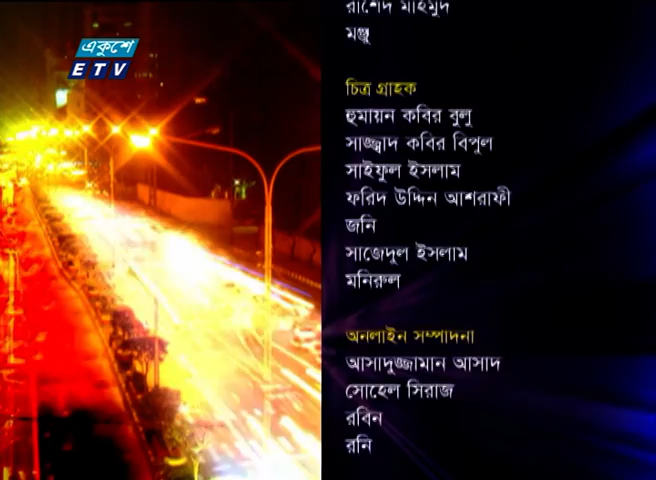 একুশে
ETV
রাশেদ মাহমুদ
মঞ্জু
চিত্র গ্রাহক
হুমায়ন কবির বুলু
সাজ্জাদ কবির বিপুল
সাইফুল ইসলাম
ফরিদ উদ্দিন আশরাফী
জনি
সাজেদুল ইসলাম
মনিরুল
অনলাইন সম্পাদনা
আসাদুজ্জামান আসাদ
সোহেল সিরাজ
রবিন
রনি